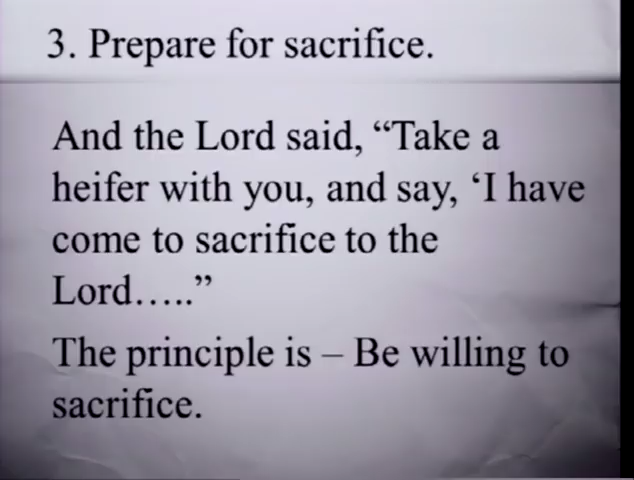 3. Prepare for sacrifice.
And the Lord said, “Take a
heifer with you, and say, ‘I have
come to sacrifice to the
Lord…..”
The principle is – Be willing to
sacrifice.